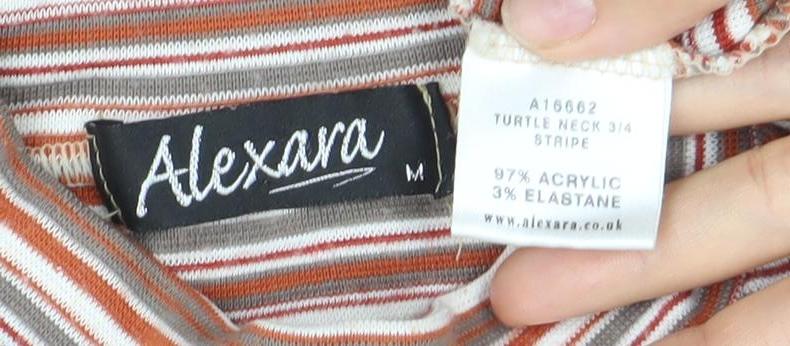 Alexara
M
A16662
TURTLE NECK 3/4
STRIPE
97% ACRYLIC
3% ELASTANE
www.alexara.co.uk